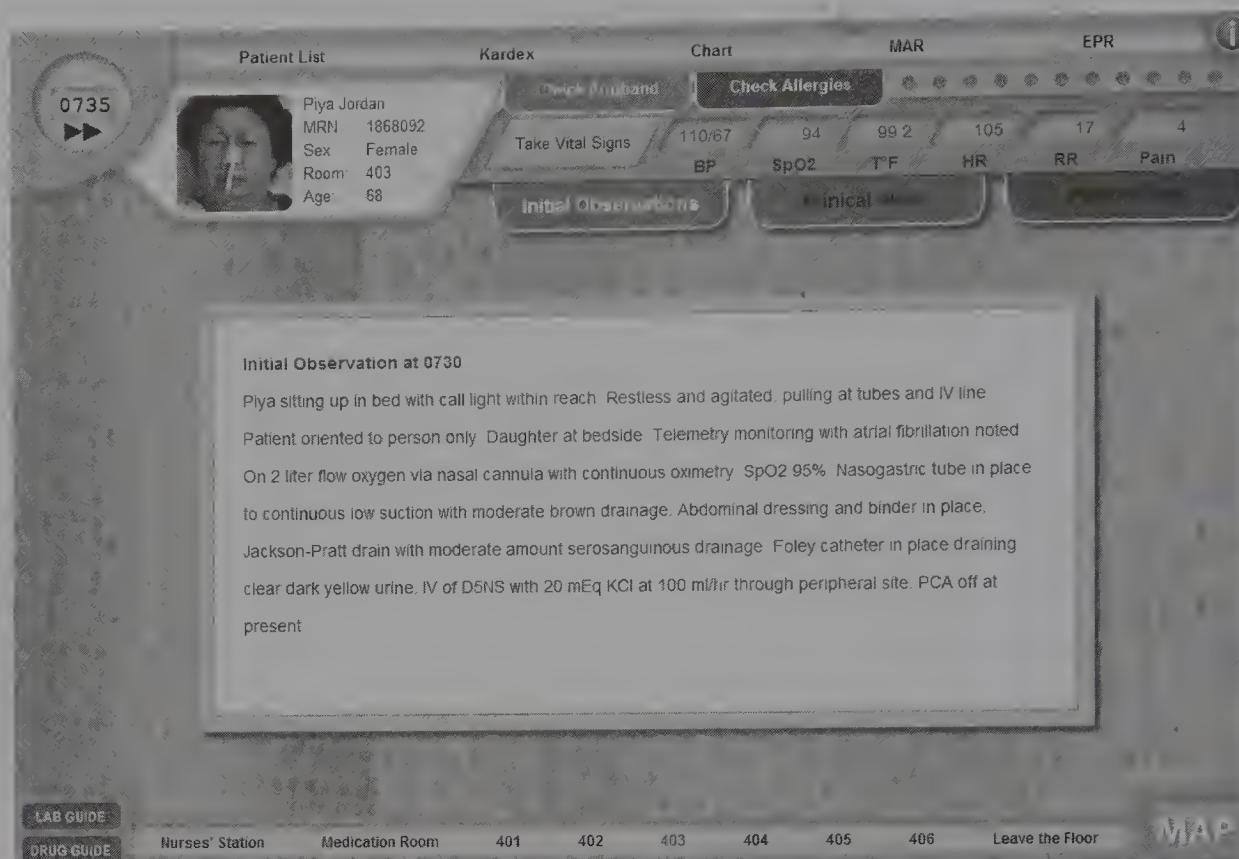 Patient List Kardex Chart MAR EPR
Check Armband Check Allergies
0735
Piya Jordan
MRN 1868092
Sex Female
Room: 403
Age: 68
Take Vital Signs 110/67 94 99 2 105 17 4
BP SpO2 T°F HR RR Pain
Initial Observations
Initial Observation at 0730
Piya sitting up in bed with call light within reach Restless and agitated, pulling at tubes and IV line
Patient oriented to person only Daughter at bedside Telemetry monitoring with atrial fibrillation noted
On 2 liter flow oxygen via nasal cannula with continuous oximetry SpO2 95% Nasogastric tube in place
to continuous low suction with moderate brown drainage. Abdominal dressing and binder in place.
Jackson-Pratt drain with moderate amount serosanguinous drainage Foley catheter in place draining
clear dark yellow urine. IV of D5NS with 20 mEq KCl at 100 ml/hr through peripheral site. PCA off at
present
LAB GUIDE
DRUG GUIDE
Nurses' Station Medication Room 401 402 403 404 405 406 Leave the Floor
MAP